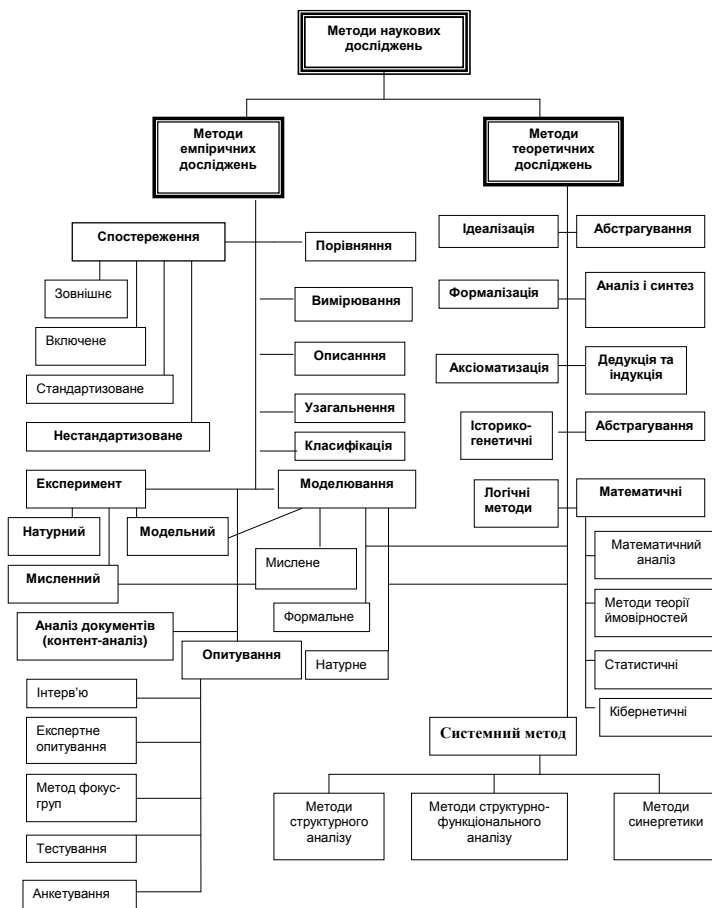 Методи наукових
досліджень
Методи
емпіричних
досліджень
Методи
теоретичних
досліджень
Спостереження
Порівняння
Ідеалізація
Абстрагування
Зовнішнє
Вимірювання
Формалізація
Аналіз і синтез
Включене
Описанння
Аксіоматизація
Дедукція та
індукція
Стандартизоване
Узагальнення
Нестандартизоване
Класифікація
Історико-
генетичні
Абстрагування
Експеримент
Моделювання
Логічні
методи
Математичні
Натурний
Модельний
Математичний
аналіз
Мисленний
Мислене
Методи теорії
ймовірностей
Формальне
Аналіз документів
(контент-аналіз)
Опитування
Натурне
Статистичні
Інтерв’ю
Кібернетичні
Експертне
опитування
Системний метод
Метод фокус-
груп
Методи
структурного
аналізу
Методи структурно-
функціонального
аналізу
Методи
синергетики
Тестування
Анкетування